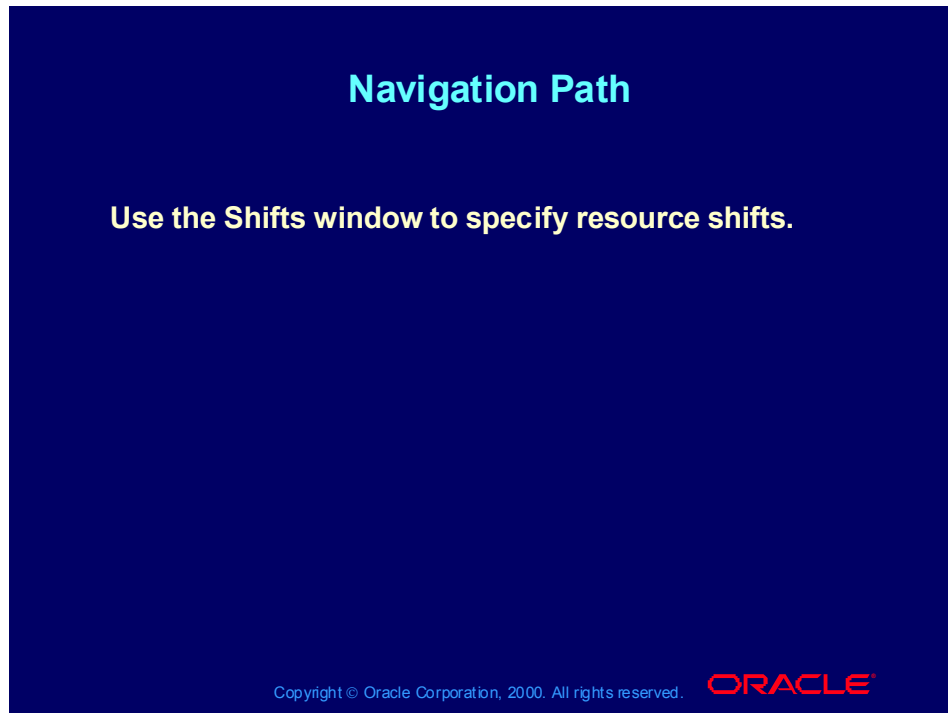 Navigation Path
Use the Shifts window to specify resource shifts.
Copyright © Oracle Corporation, 2000. All rights reserved.
ORACLE®